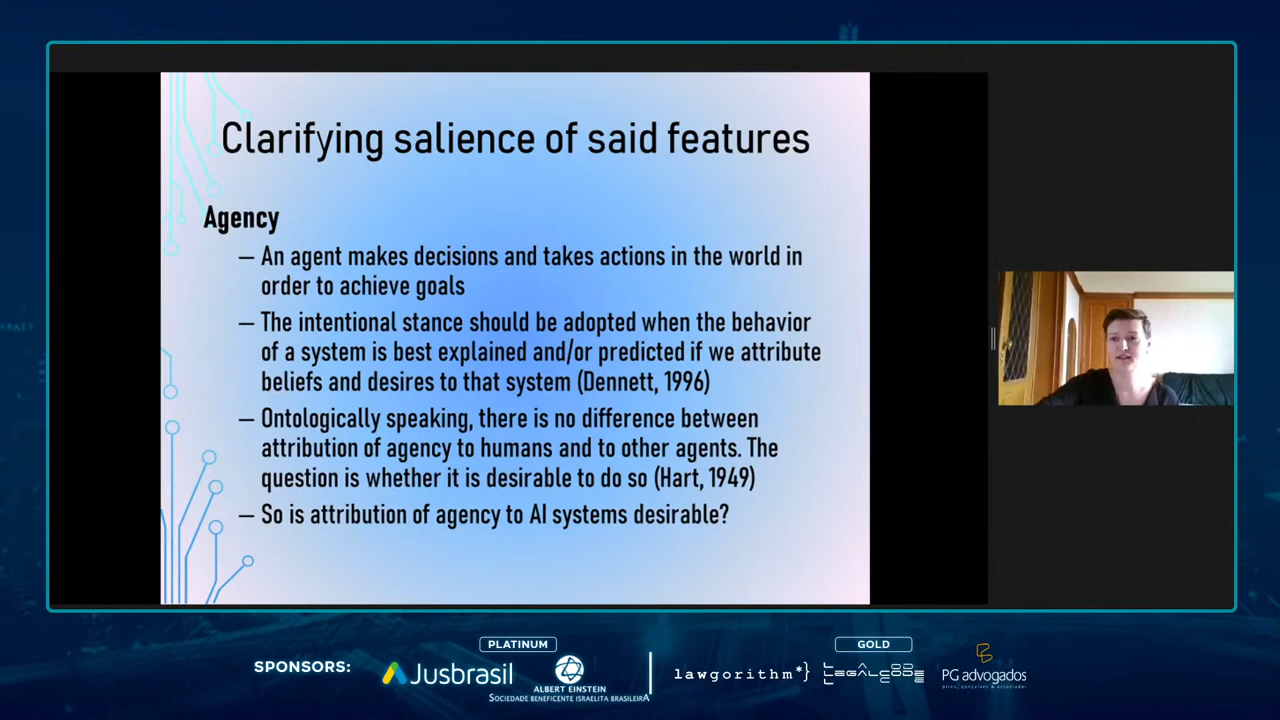 Clarifying salience of said features
Agency
– An agent makes decisions and takes actions in the world in
order to achieve goals
– The intentional stance should be adopted when the behavior
of a system is best explained and/or predicted if we attribute
beliefs and desires to that system (Dennett, 1996)
– Ontologically speaking, there is no difference between
attribution of agency to humans and to other agents. The
question is whether it is desirable to do so (Hart, 1949)
– So is attribution of agency to AI systems desirable?
SPONSORS:
PLATINUM
Jusbrasil
ALBERT EINSTEIN
SOCIEDADE BENEFICENTE ISRAELITA BRASILEIRA
GOLD
lawgorithm*}
LEGALCODE
PG advogados